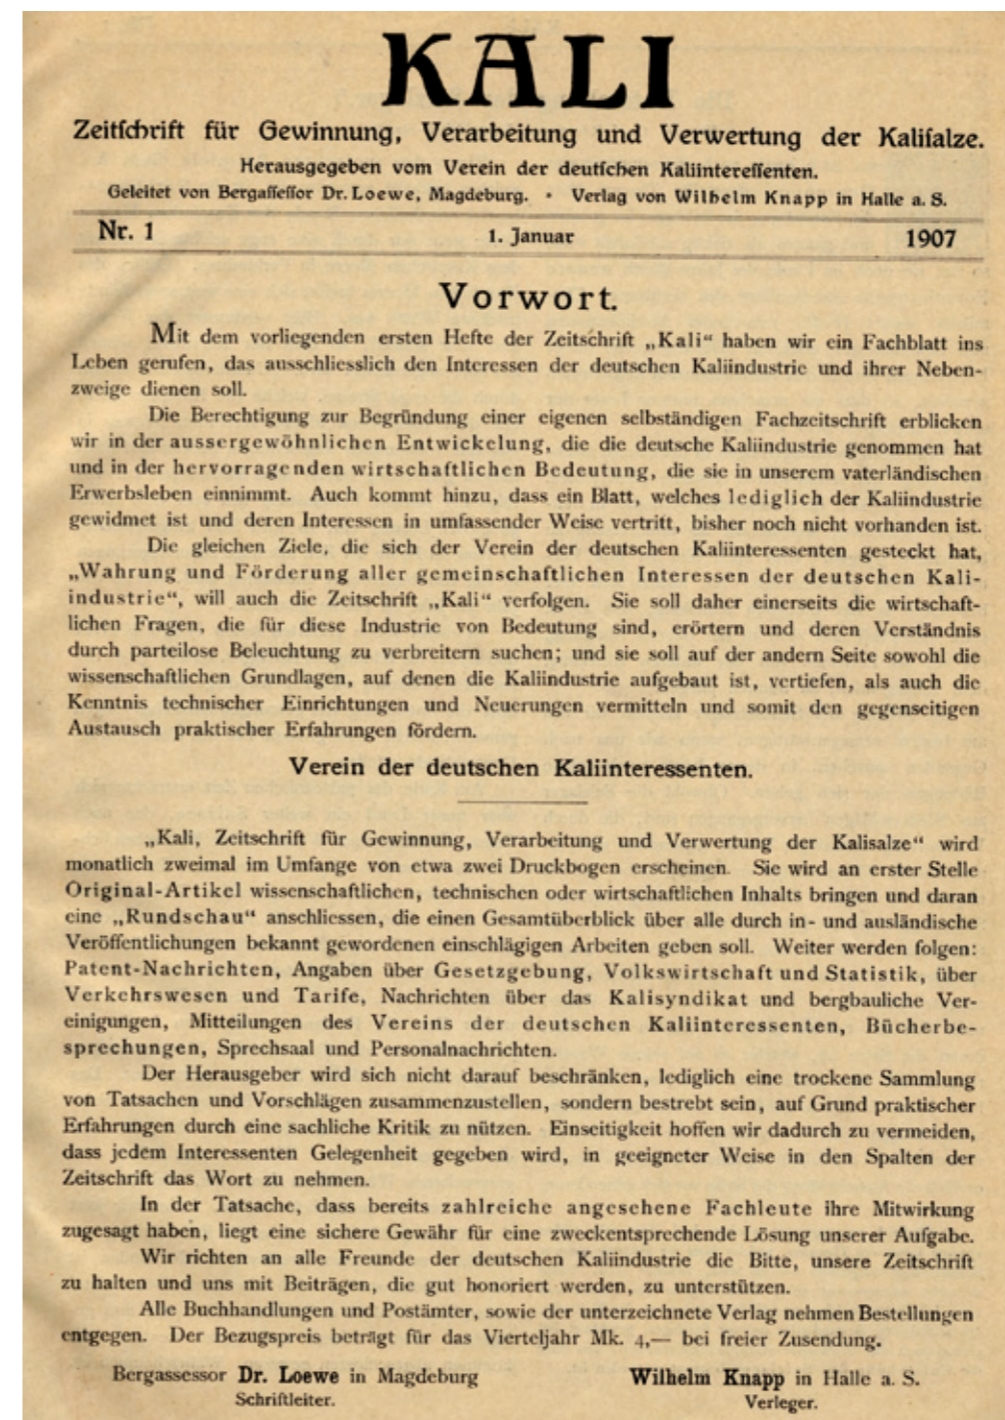 KALI
Zeitſchrift für Gewinnung, Verarbeitung und Verwertung der Kaliſalze.
Herausgegeben vom Verein der deutſchen Kaliintereſſenten.
Geleitet von Bergaſſeſſor Dr. Loewe, Magdeburg. • Verlag von Wilhelm Knapp in Halle a. S.
Nr. 1 1. Januar 1907
Vorwort.
Mit dem vorliegenden ersten Hefte der Zeitschrift „Kali“ haben wir ein Fachblatt ins
Leben gerufen, das ausschliesslich den Interessen der deutschen Kaliindustrie und ihrer Neben-
zweige dienen soll.
Die Berechtigung zur Begründung einer eigenen selbständigen Fachzeitschrift erblicken
wir in der aussergewöhnlichen Entwickelung, die die deutsche Kaliindustrie genommen hat
und in der hervorragenden wirtschaftlichen Bedeutung, die sie in unserem vaterländischen
Erwerbsleben einnimmt. Auch kommt hinzu, dass ein Blatt, welches lediglich der Kaliindustrie
gewidmet ist und deren Interessen in umfassender Weise vertritt, bisher noch nicht vorhanden ist.
Die gleichen Ziele, die sich der Verein der deutschen Kaliinteressenten gesteckt hat,
„Wahrung und Förderung aller gemeinschaftlichen Interessen der deutschen Kali-
industrie“, will auch die Zeitschrift „Kali“ verfolgen. Sie soll daher einerseits die wirtschaft-
lichen Fragen, die für diese Industrie von Bedeutung sind, erörtern und deren Verständnis
durch parteilose Beleuchtung zu verbreitern suchen; und sie soll auf der andern Seite sowohl die
wissenschaftlichen Grundlagen, auf denen die Kaliindustrie aufgebaut ist, vertiefen, als auch die
Kenntnis technischer Einrichtungen und Neuerungen vermitteln und somit den gegenseitigen
Austausch praktischer Erfahrungen fördern.
Verein der deutschen Kaliinteressenten.
„Kali, Zeitschrift für Gewinnung, Verarbeitung und Verwertung der Kalisalze“ wird
monatlich zweimal im Umfange von etwa zwei Druckbogen erscheinen. Sie wird an erster Stelle
Original-Artikel wissenschaftlichen, technischen oder wirtschaftlichen Inhalts bringen und daran
eine „Rundschau“ anschliessen, die einen Gesamtüberblick über alle durch in- und ausländische
Veröffentlichungen bekannt gewordenen einschlägigen Arbeiten geben soll. Weiter werden folgen:
Patent-Nachrichten, Angaben über Gesetzgebung, Volkswirtschaft und Statistik, über
Verkehrswesen und Tarife, Nachrichten über das Kalisyndikat und bergbauliche Ver-
einigungen, Mitteilungen des Vereins der deutschen Kaliinteressenten, Bücherbe-
sprechungen, Sprechsaal und Personalnachrichten.
Der Herausgeber wird sich nicht darauf beschränken, lediglich eine trockene Sammlung
von Tatsachen und Vorschlägen zusammenzustellen, sondern bestrebt sein, auf Grund praktischer
Erfahrungen durch eine sachliche Kritik zu nützen. Einseitigkeit hoffen wir dadurch zu vermeiden,
dass jedem Interessenten Gelegenheit gegeben wird, in geeigneter Weise in den Spalten der
Zeitschrift das Wort zu nehmen.
In der Tatsache, dass bereits zahlreiche angesehene Fachleute ihre Mitwirkung
zugesagt haben, liegt eine sichere Gewähr für eine zweckentsprechende Lösung unserer Aufgabe.
Wir richten an alle Freunde der deutschen Kaliindustrie die Bitte, unsere Zeitschrift
zu halten und uns mit Beiträgen, die gut honoriert werden, zu unterstützen.
Alle Buchhandlungen und Postämter, sowie der unterzeichnete Verlag nehmen Bestellungen
entgegen. Der Bezugspreis beträgt für das Vierteljahr Mk. 4,— bei freier Zusendung.
Bergassessor Dr. Loewe in Magdeburg Wilhelm Knapp in Halle a. S.
Schriftleiter. Verleger.